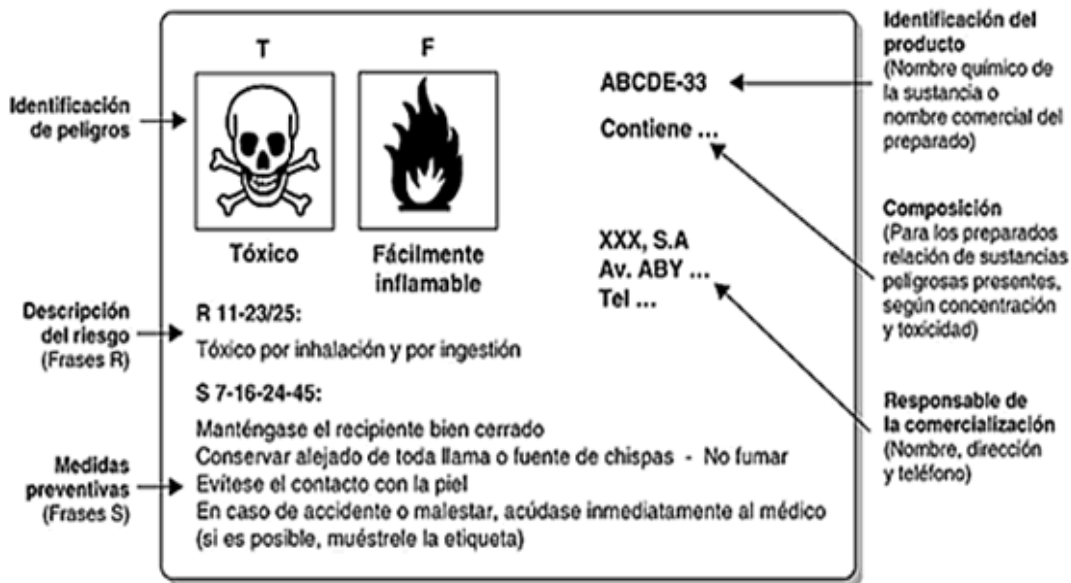 Identificación
de peligros
Descripción
del riesgo
(Frases R)
Medidas
preventivas
(Frases S)
T
F
Tóxico
Fácilmente
inflamable
R 11-23/25:
Tóxico por inhalación y por ingestión
S 7-16-24-45:
Manténgase el recipiente bien cerrado
Conservar alejado de toda llama o fuente de chispas - No fumar
Evítese el contacto con la piel
En caso de accidente o malestar, acúdase inmediatamente al médico
(si es posible, muéstrele la etiqueta)
ABCDE-33
Contiene ...
XXX, S.A
Av. ABY ...
Tel ...
Identificación del
producto
(Nombre químico de
la sustancia o
nombre comercial del
preparado)
Composición
(Para los preparados
relación de sustancias
peligrosas presentes,
según concentración
y toxicidad)
Responsable de
la comercialización
(Nombre, dirección
y teléfono)